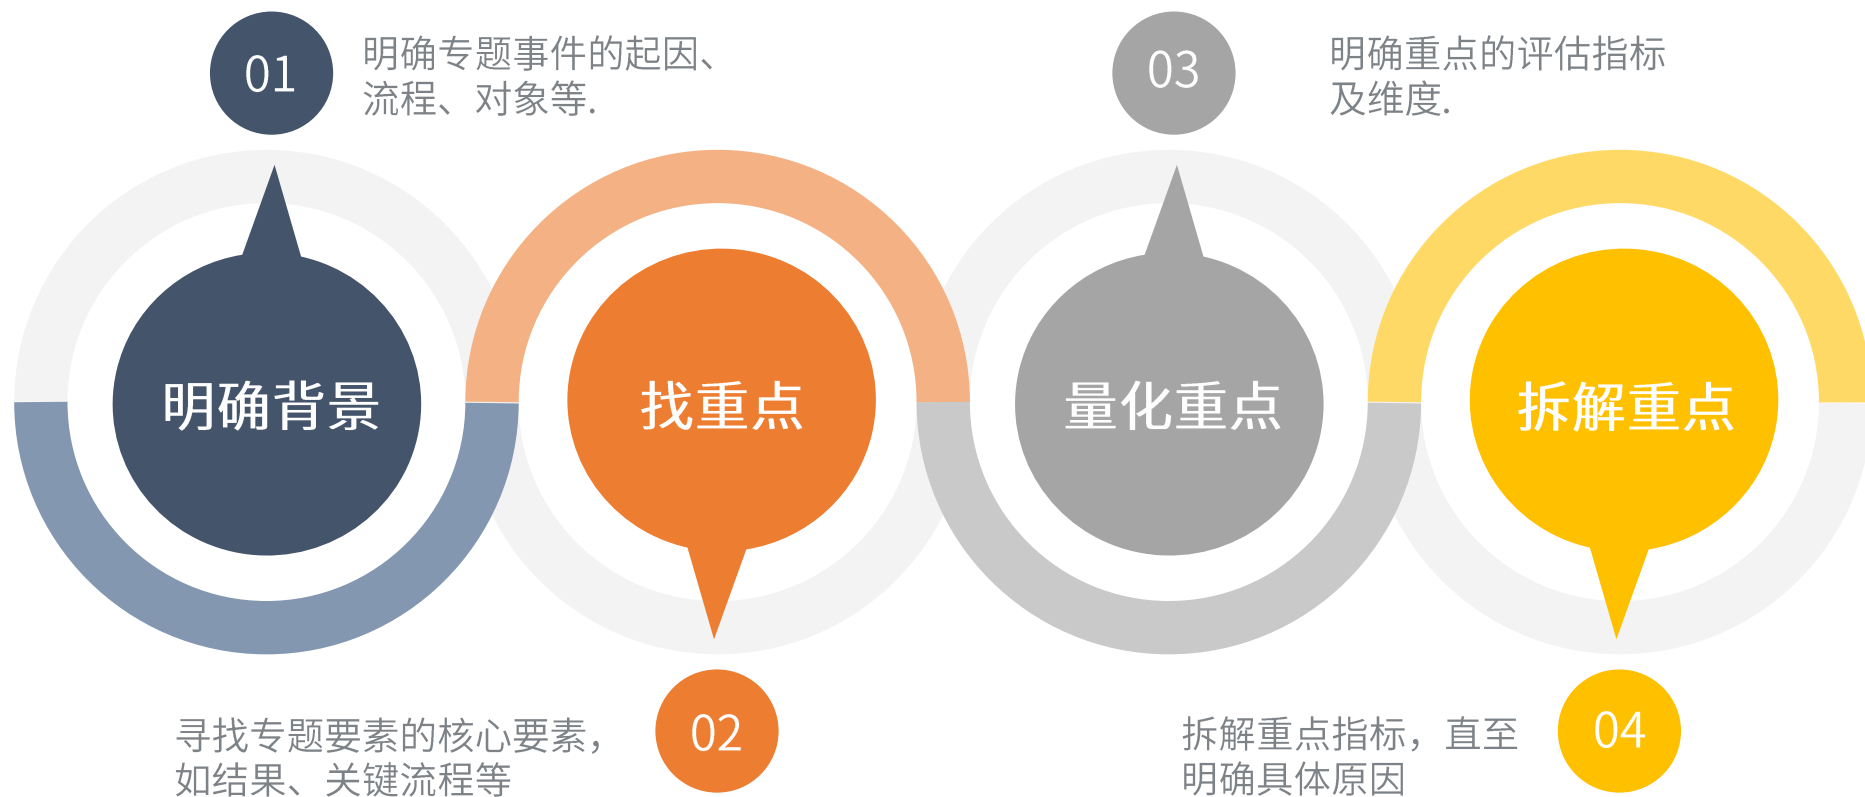 01
明确专题事件的起因、
流程、对象等.
明确背景
找重点
02
寻找专题要素的核心要素，
如结果、关键流程等
03
明确重点的评估指标
及维度.
量化重点
拆解重点
04
拆解重点指标，直至
明确具体原因